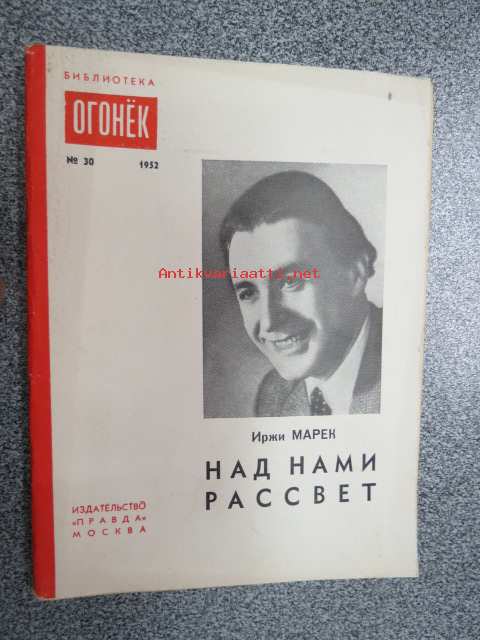 БИБЛИОТЕКА
ОГОНЁК
№ 30 1952
Antikvariaatti.net
Иржи МАРЕК
НАД НАМИ
РАССВЕТ
ИЗДАТЕЛЬСТВО
«ПРАВДА»
МОСКВА